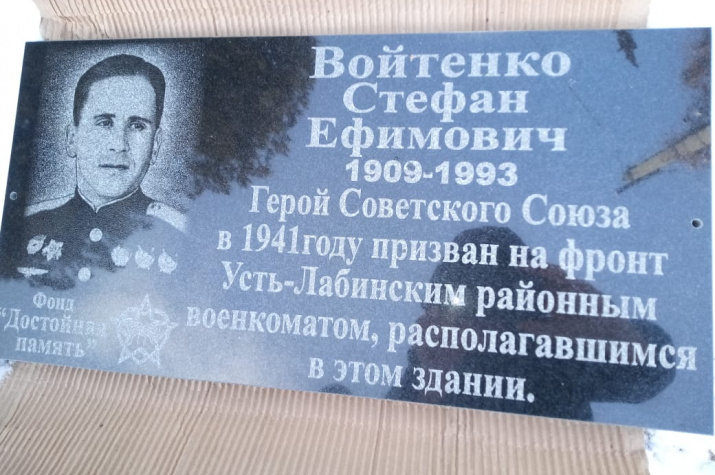 Войтенко
Стефан
Ефимович
1909-1993
Герой Советского Союза
в 1941году призван на фронт
Усть-Лабинским районным
военкоматом, располагавшимся
в этом здании.
Фонд
"Достойная
память"